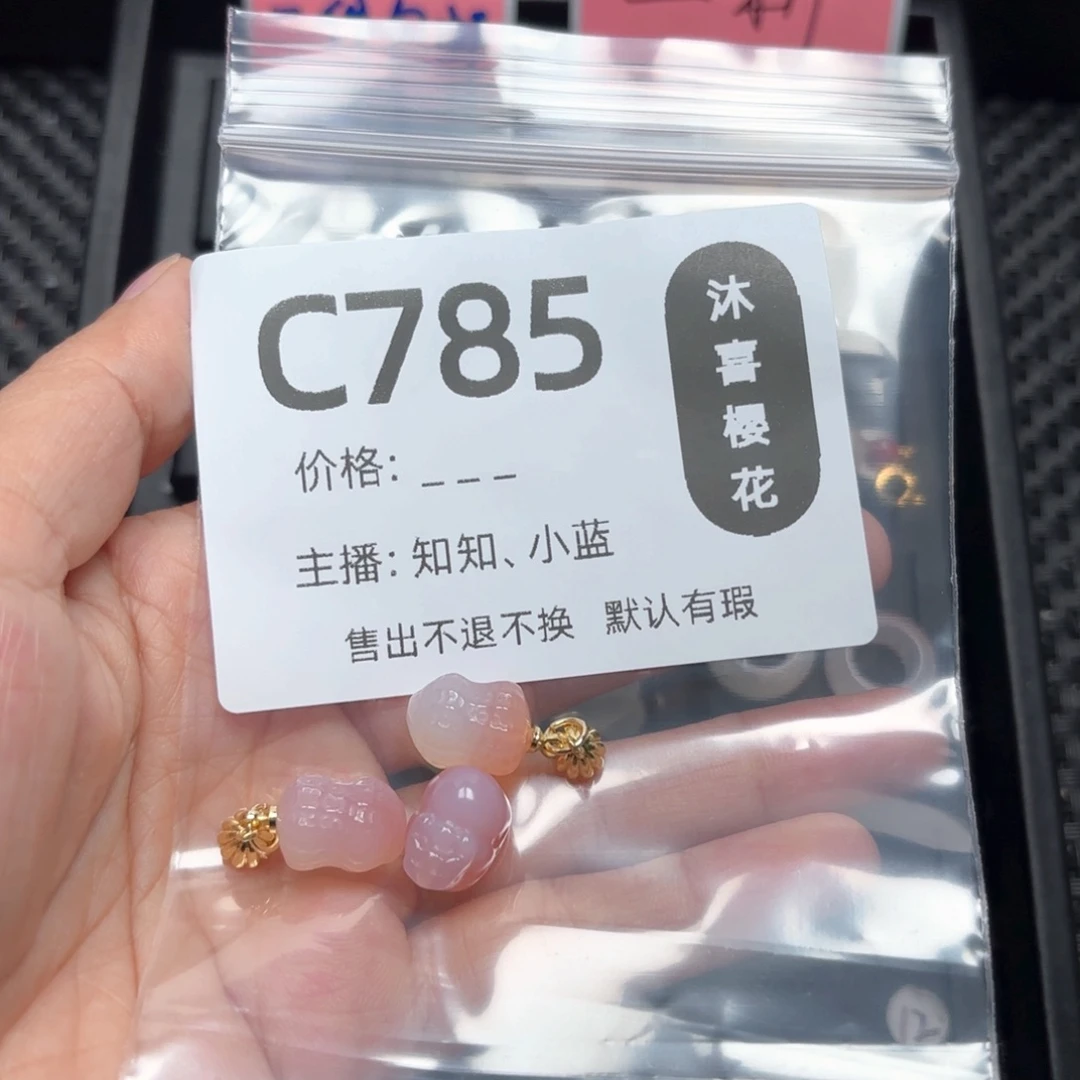 C785
沐喜樱花
价格: _ _ _
主播: 知知、小蓝
售出不退不换 默认有瑕
12